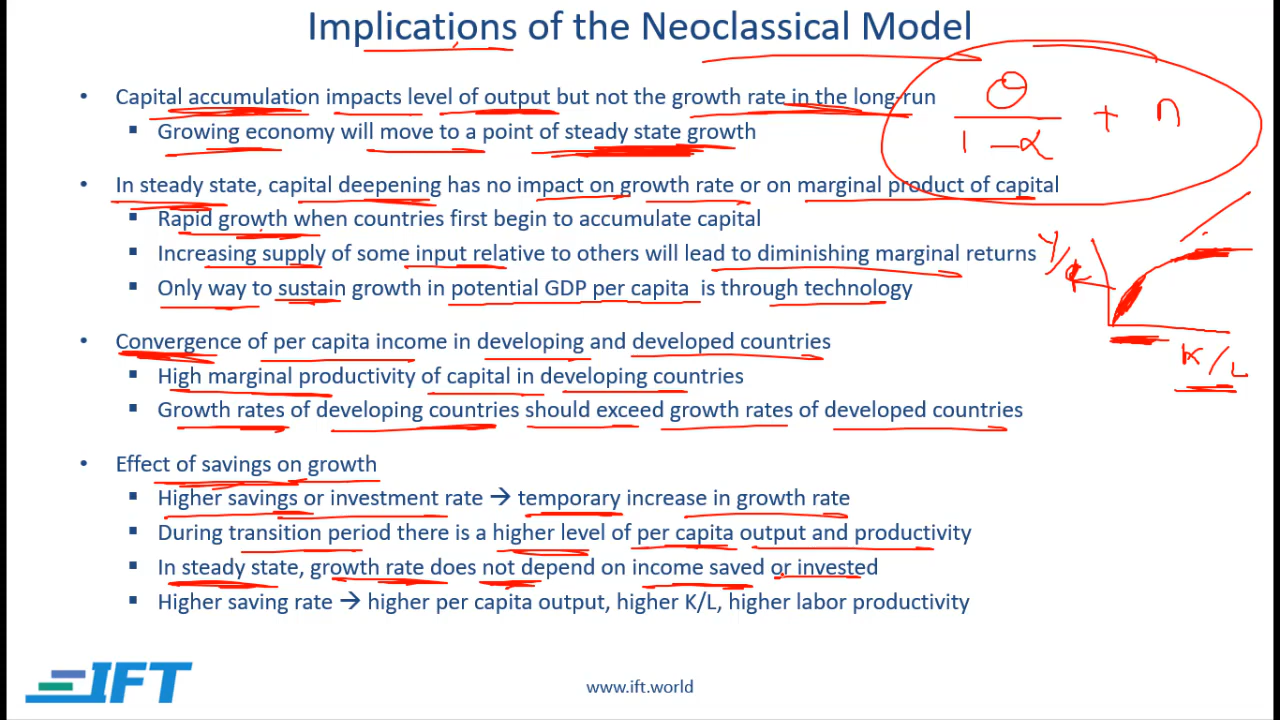 Implications of the Neoclassical Model
• Capital accumulation impacts level of output but not the growth rate in the long-run
▪ Growing economy will move to a point of steady state growth
θ
1 – α
+ n
• In steady state, capital deepening has no impact on growth rate or on marginal product of capital
▪ Rapid growth when countries first begin to accumulate capital
▪ Increasing supply of some input relative to others will lead to diminishing marginal returns
▪ Only way to sustain growth in potential GDP per capita is through technology
K/L
• Convergence of per capita income in developing and developed countries
▪ High marginal productivity of capital in developing countries
▪ Growth rates of developing countries should exceed growth rates of developed countries
• Effect of savings on growth
▪ Higher savings or investment rate → temporary increase in growth rate
▪ During transition period there is a higher level of per capita output and productivity
▪ In steady state, growth rate does not depend on income saved or invested
▪ Higher saving rate → higher per capita output, higher K/L, higher labor productivity
IFT
www.ift.world